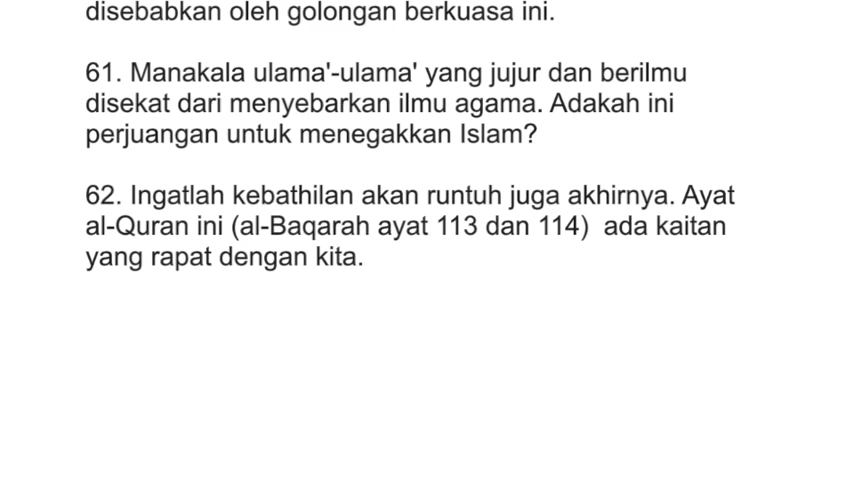 disebabkan oleh golongan berkuasa ini.
61. Manakala ulama'-ulama' yang jujur dan berilmu
disekat dari menyebarkan ilmu agama. Adakah ini
perjuangan untuk menegakkan Islam?
62. Ingatlah kebathilan akan runtuh juga akhirnya. Ayat
al-Quran ini (al-Baqarah ayat 113 dan 114)  ada kaitan
yang rapat dengan kita.